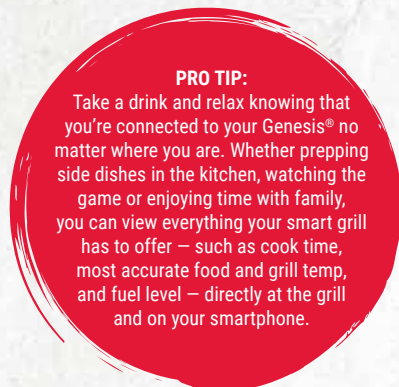 PRO TIP:
Take a drink and relax knowing that
you're connected to your Genesis® no
matter where you are. Whether prepping
side dishes in the kitchen, watching the
game or enjoying time with family,
you can view everything your smart grill
has to offer — such as cook time,
most accurate food and grill temp,
and fuel level — directly at the grill
and on your smartphone.